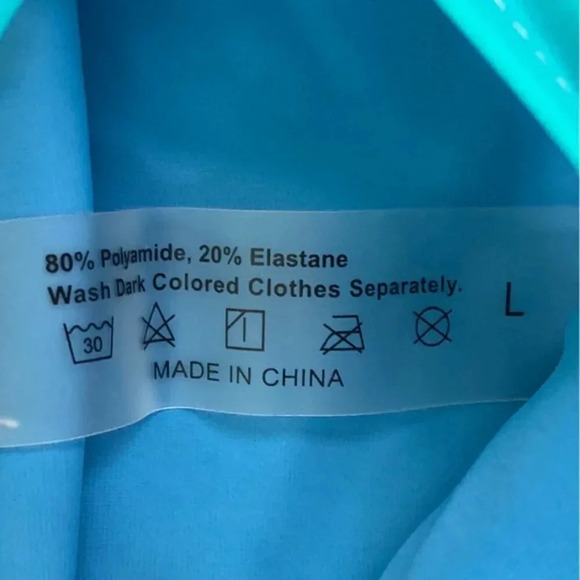 80% Polyamide, 20% Elastane
Wash Dark Colored Clothes Separately.
L
30
MADE IN CHINA